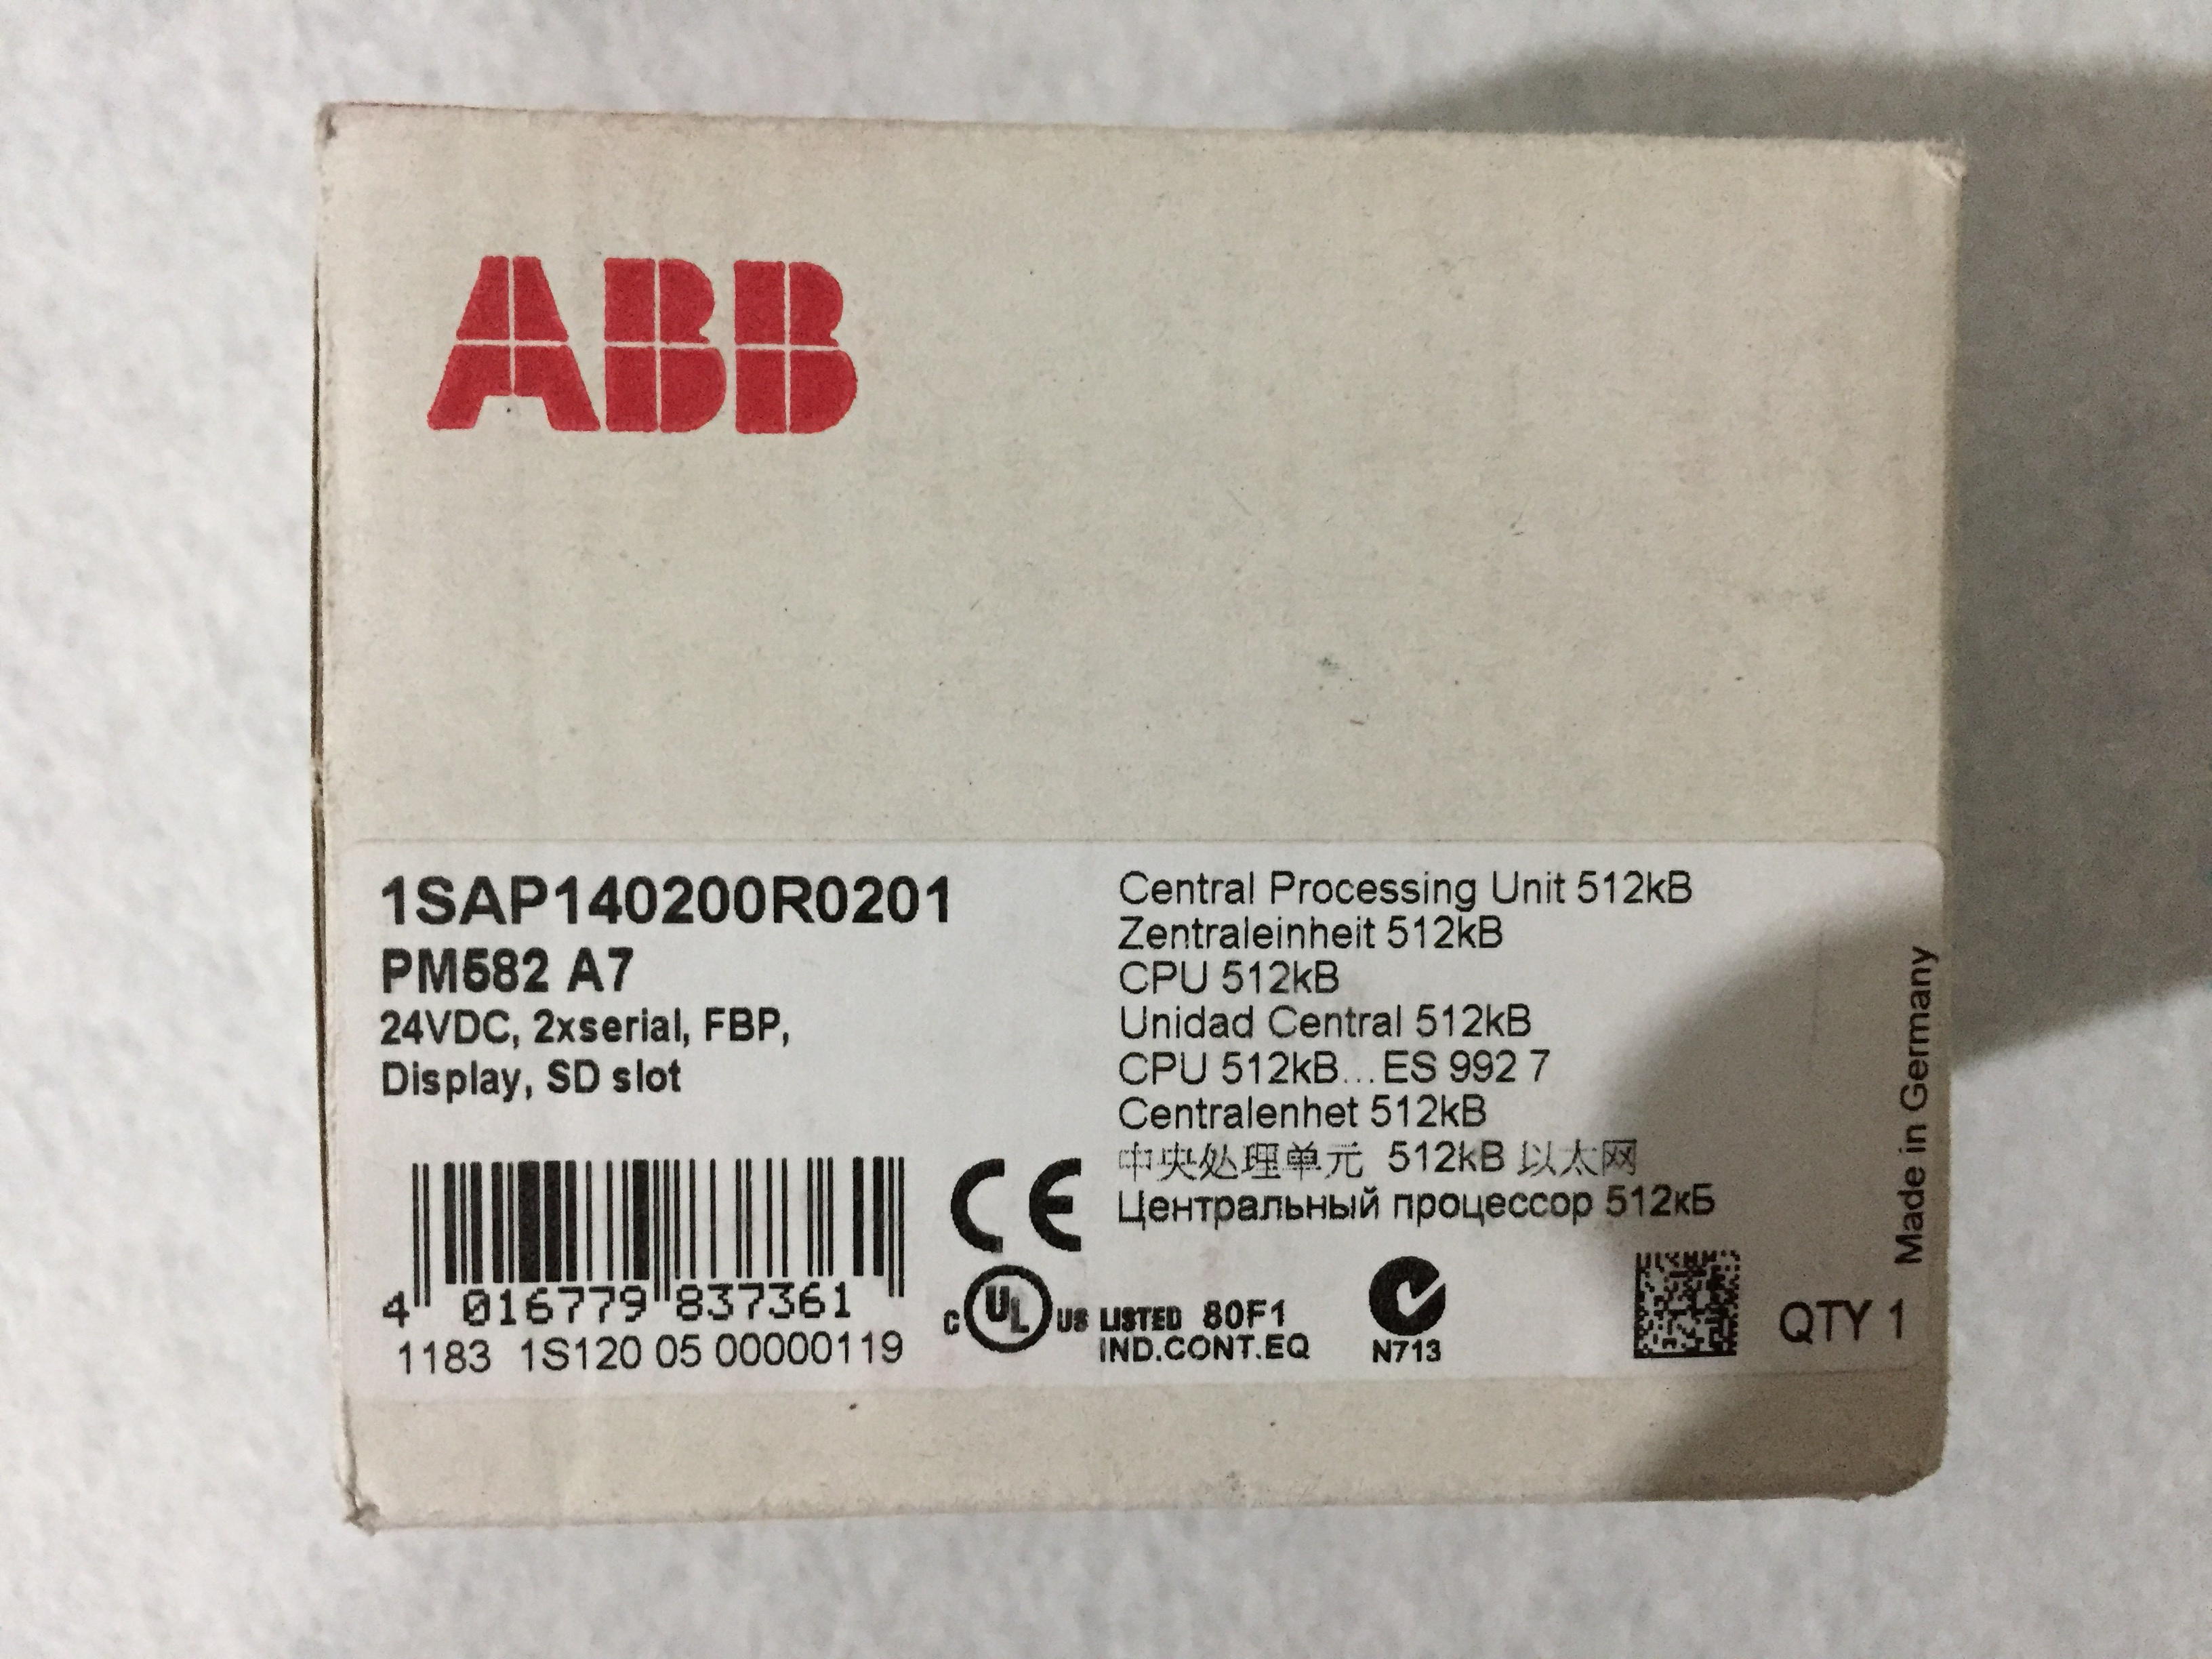 ABB
1SAP140200R0201
PM582 A7
24VDC, 2xserial, FBP,
Display, SD slot
Central Processing Unit 512kB
Zentraleinheit 512kB
CPU 512kB
Unidad Central 512kB
CPU 512kB...ES 992 7
Centralenhet 512kB
中央处理单元 512kB 以太网
Центральный процессор 512кБ
Made in Germany
4 016779 837361
1183 1S120 05 00000119
CE
C UL US LISTED 80F1
IND.CONT.EQ
N713
QTY 1